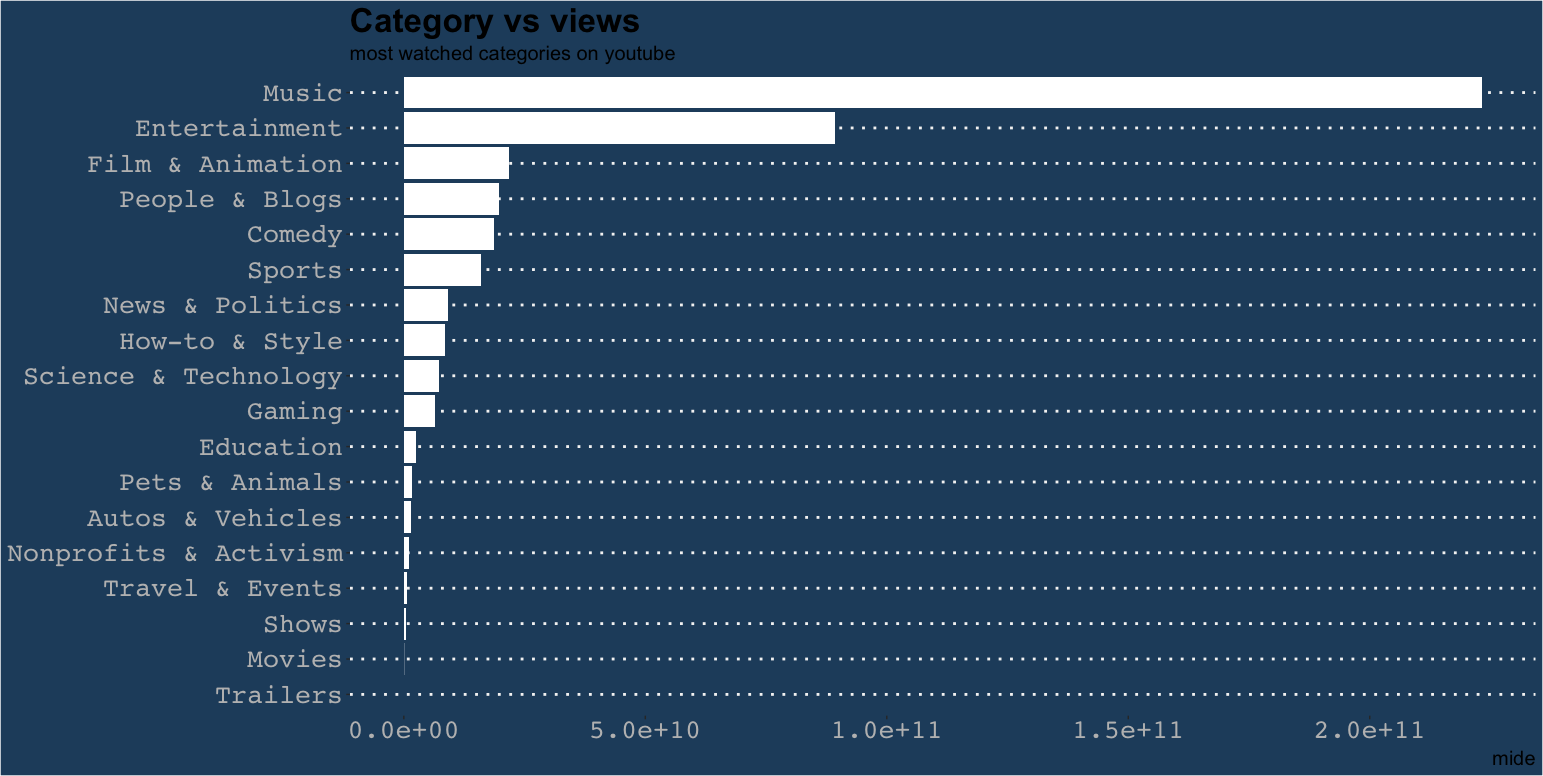 Category vs views
most watched categories on youtube
Music
Entertainment
Film & Animation
People & Blogs
Comedy
Sports
News & Politics
How-to & Style
Science & Technology
Gaming
Education
Pets & Animals
Autos & Vehicles
Nonprofits & Activism
Travel & Events
Shows
Movies
Trailers
0.0e+00 5.0e+10 1.0e+11 1.5e+11 2.0e+11
mide